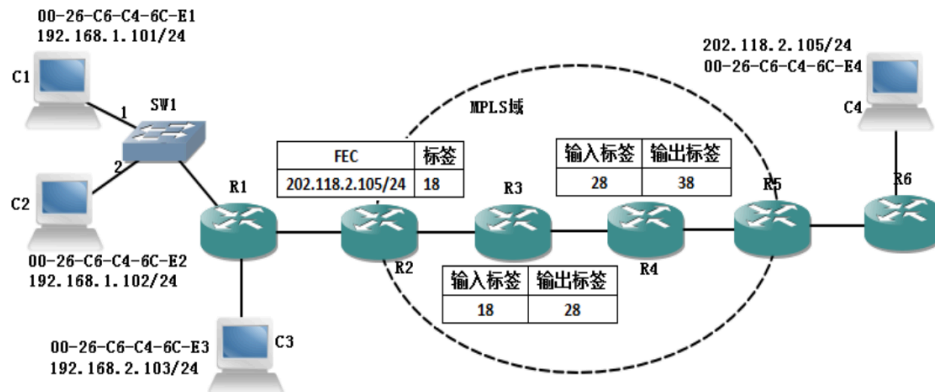 00-26-C6-C4-6C-E1
192.168.1.101/24
C1
1
SW1
2
C2
00-26-C6-C4-6C-E2
192.168.1.102/24
R1
00-26-C6-C4-6C-E3
192.168.2.103/24
C3
FEC 标签
202.118.2.105/24 18
R2
MPLS域
R3
输入标签 输出标签
18 28
输入标签 输出标签
28 38
R4
R5
202.118.2.105/24
00-26-C6-C4-6C-E4
C4
R6